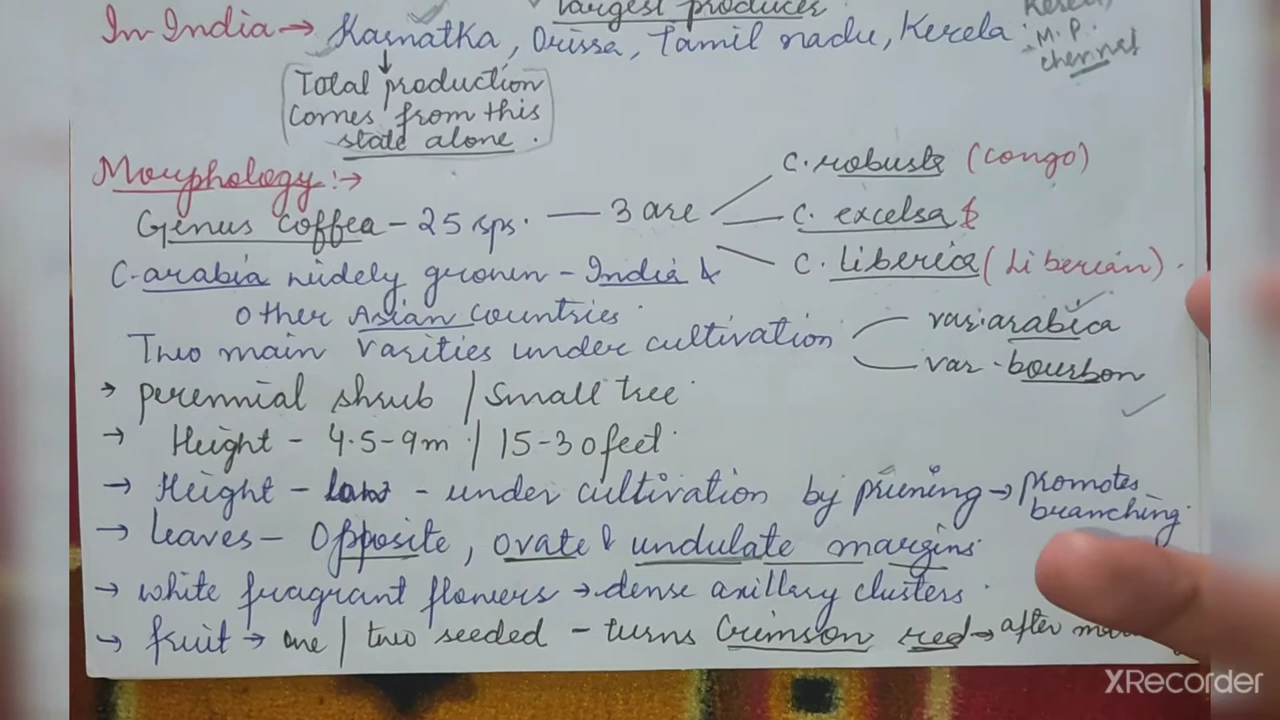 largest producer
In India → Karnatka, Orissa, Tamil nadu, Kerela.
M.P.
chennai
Total production
comes from this
state alone.
Morphology :→
Genus coffea - 25 sps. — 3 are
C. robusta (congo)
C. excelsa
C. Liberica (Liberian).
C. arabia widely grown - India &
other Asian countries.
Two main varities under cultivation
var. arabica
var - bourbon
→ perennial shrub / Small tree.
→ Height - 4.5-9m / 15-30 feet.
→ Height - low - under cultivation by pruning → promotes
branching.
→ leaves - Opposite, ovate & undulate margins.
→ white fragrant flowers → dense axillary clusters.
→ fruit → one / two seeded - turns Crimson red → after
XRecorder